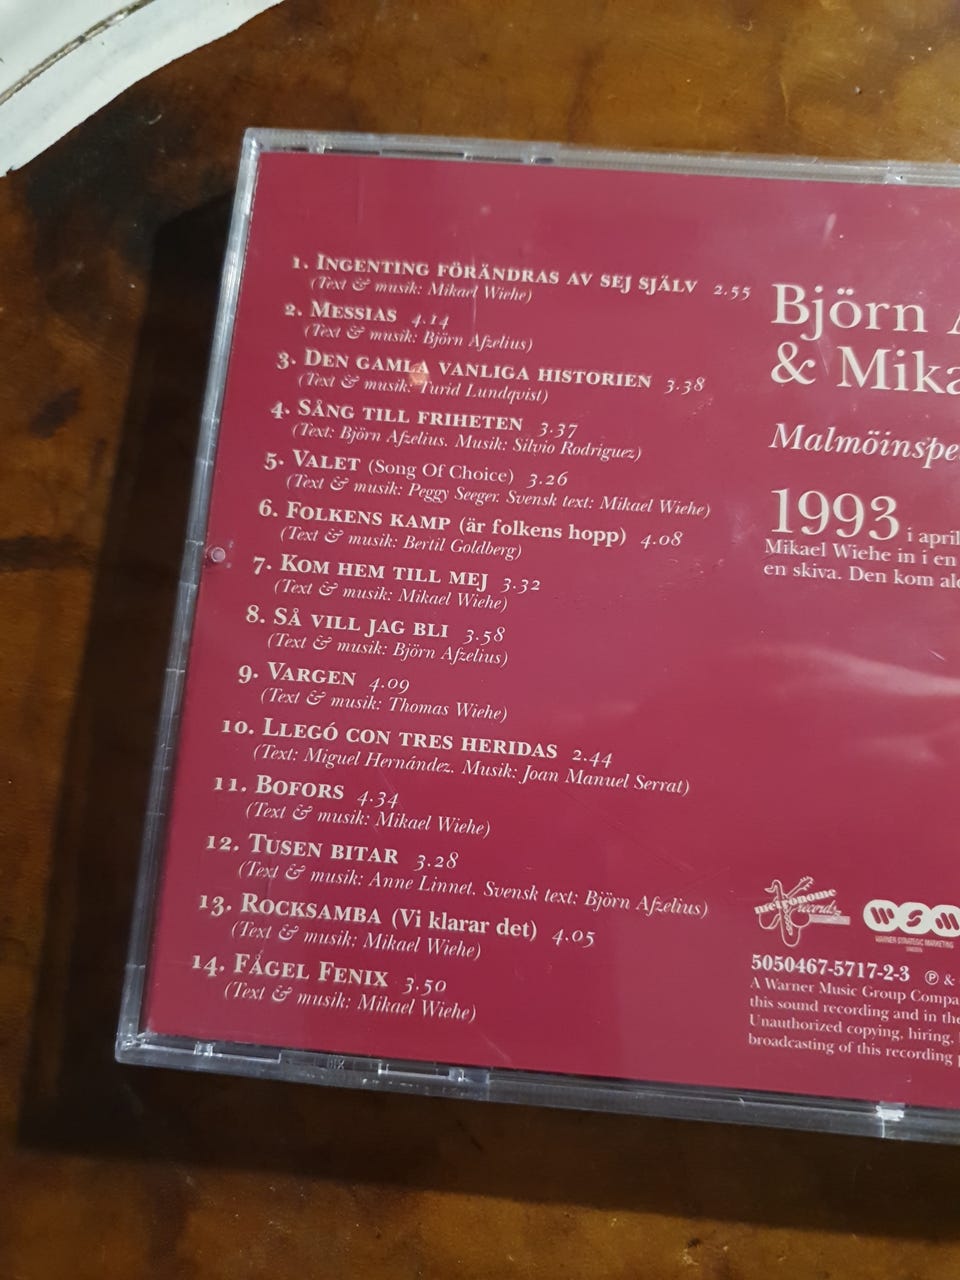 1. INGENTING FÖRÄNDRAS AV SEJ SJÄLV 2.55
(Text & musik: Mikael Wiehe)
2. MESSIAS 4.14
(Text & musik: Björn Afzelius)
3. DEN GAMLA VANLIGA HISTORIEN 3.38
(Text & musik: Turid Lundqvist)
4. SÅNG TILL FRIHETEN 3.37
(Text: Björn Afzelius. Musik: Silvio Rodriguez)
5. VALET (Song Of Choice) 3.26
(Text & musik: Peggy Seeger. Svensk text: Mikael Wiehe)
6. FOLKENS KAMP (är folkens hopp) 4.08
(Text & musik: Bertil Goldberg)
7. KOM HEM TILL MEJ 3.32
(Text & musik: Mikael Wiehe)
8. SÅ VILL JAG BLI 3.58
(Text & musik: Björn Afzelius)
9. VARGEN 4.09
(Text & musik: Thomas Wiehe)
10. LLEGÓ CON TRES HERIDAS 2.44
(Text: Miguel Hernández. Musik: Joan Manuel Serrat)
11. BOFORS 4.34
(Text & musik: Mikael Wiehe)
12. TUSEN BITAR 3.28
(Text & musik: Anne Linnet. Svensk text: Björn Afzelius)
13. ROCKSAMBA (Vi klarar det) 4.05
(Text & musik: Mikael Wiehe)
14. FÅGEL FENIX 3.50
(Text & musik: Mikael Wiehe)
Björn A
& Mika
Malmöinspe
1993 i april
Mikael Wiehe in i en
en skiva. Den kom ald
metronome
records
WSM
WARNER STRATEGIC MARKETING
SWEDEN
5050467-5717-2-3 ℗ &
A Warner Music Group Compa
this sound recording and in the
Unauthorized copying, hiring,
broadcasting of this recording p